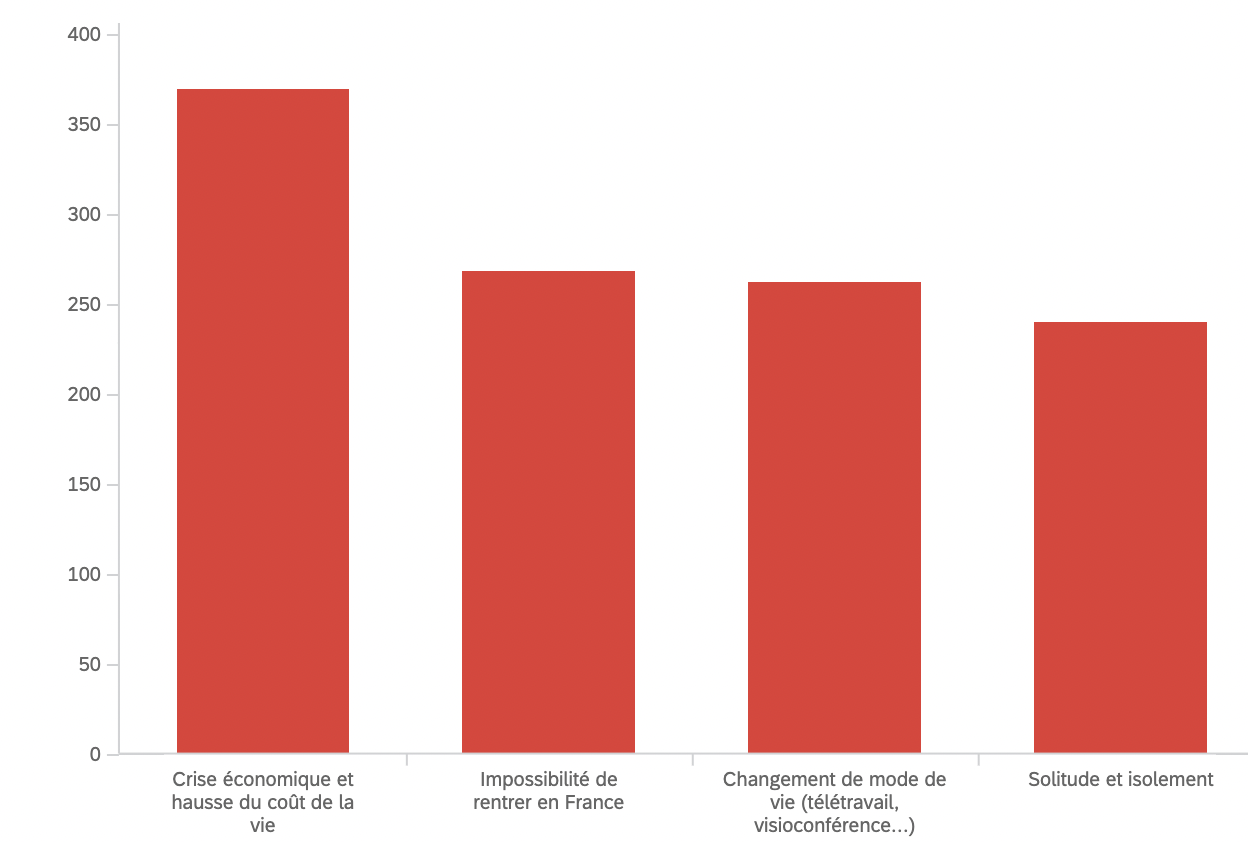 400
350
300
250
200
150
100
50
0
Crise économique et
hausse du coût de la
vie
Impossibilité de
rentrer en France
Changement de mode de
vie (télétravail,
visioconférence...)
Solitude et isolement